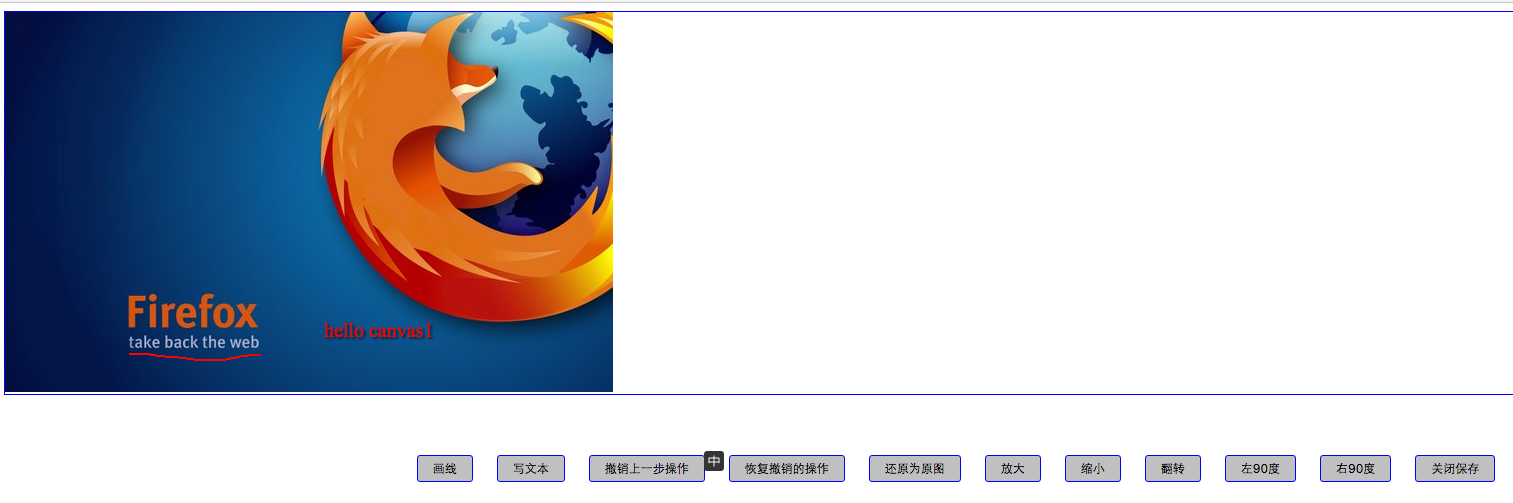 Firefox
take back the web
hello canvas1
画线 写文本 撤销上一步操作 中 恢复撤销的操作 还原为原图 放大 缩小 翻转 左90度 右90度 关闭保存